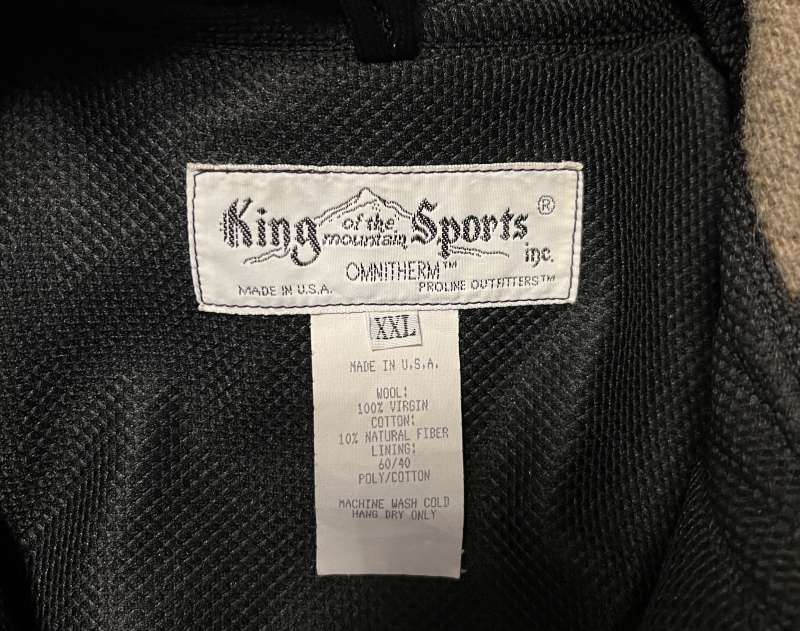 King of the mountain Sports ®
inc.
OMNITHERM™
MADE IN U.S.A. PROLINE OUTFITTERS™
XXL
MADE IN U.S.A.
WOOL:
100% VIRGIN
COTTON:
10% NATURAL FIBER
LINING:
60/40
POLY/COTTON
MACHINE WASH COLD
HANG DRY ONLY